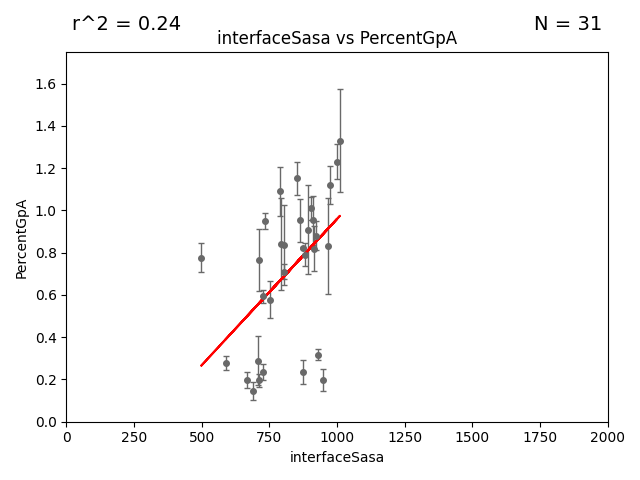 r^2 = 0.24
N = 31
interfaceSasa vs PercentGpA
PercentGpA
1.6
1.4
1.2
1.0
0.8
0.6
0.4
0.2
0.0
0 250 500 750 1000 1250 1500 1750 2000
interfaceSasa